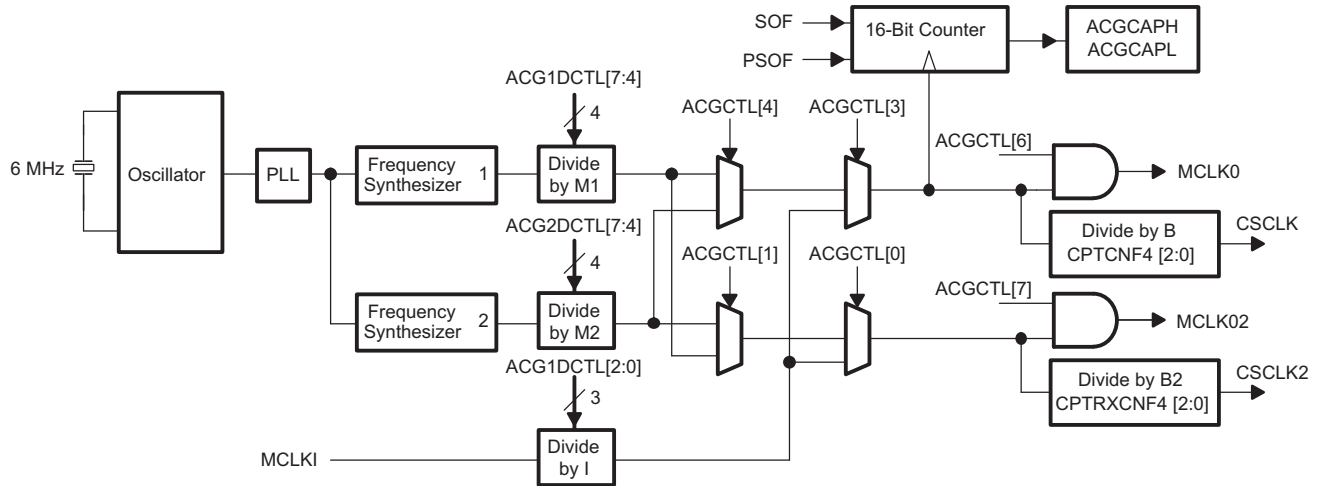 SOF
PSOF
16-Bit Counter
ACGCAPH
ACGCAPL
ACG1DCTL[7:4]
4
ACGCTL[4]
ACGCTL[3]
ACGCTL[6]
6 MHz
Oscillator
PLL
Frequency
Synthesizer
1
Divide
by M1
MCLK0
ACG2DCTL[7:4]
4
Divide by B
CPTCNF4 [2:0]
CSCLK
ACGCTL[1]
ACGCTL[0]
ACGCTL[7]
Frequency
Synthesizer
2
Divide
by M2
MCLK02
ACG1DCTL[2:0]
3
Divide by B2
CPTRXCNF4 [2:0]
CSCLK2
MCLKI
Divide
by I